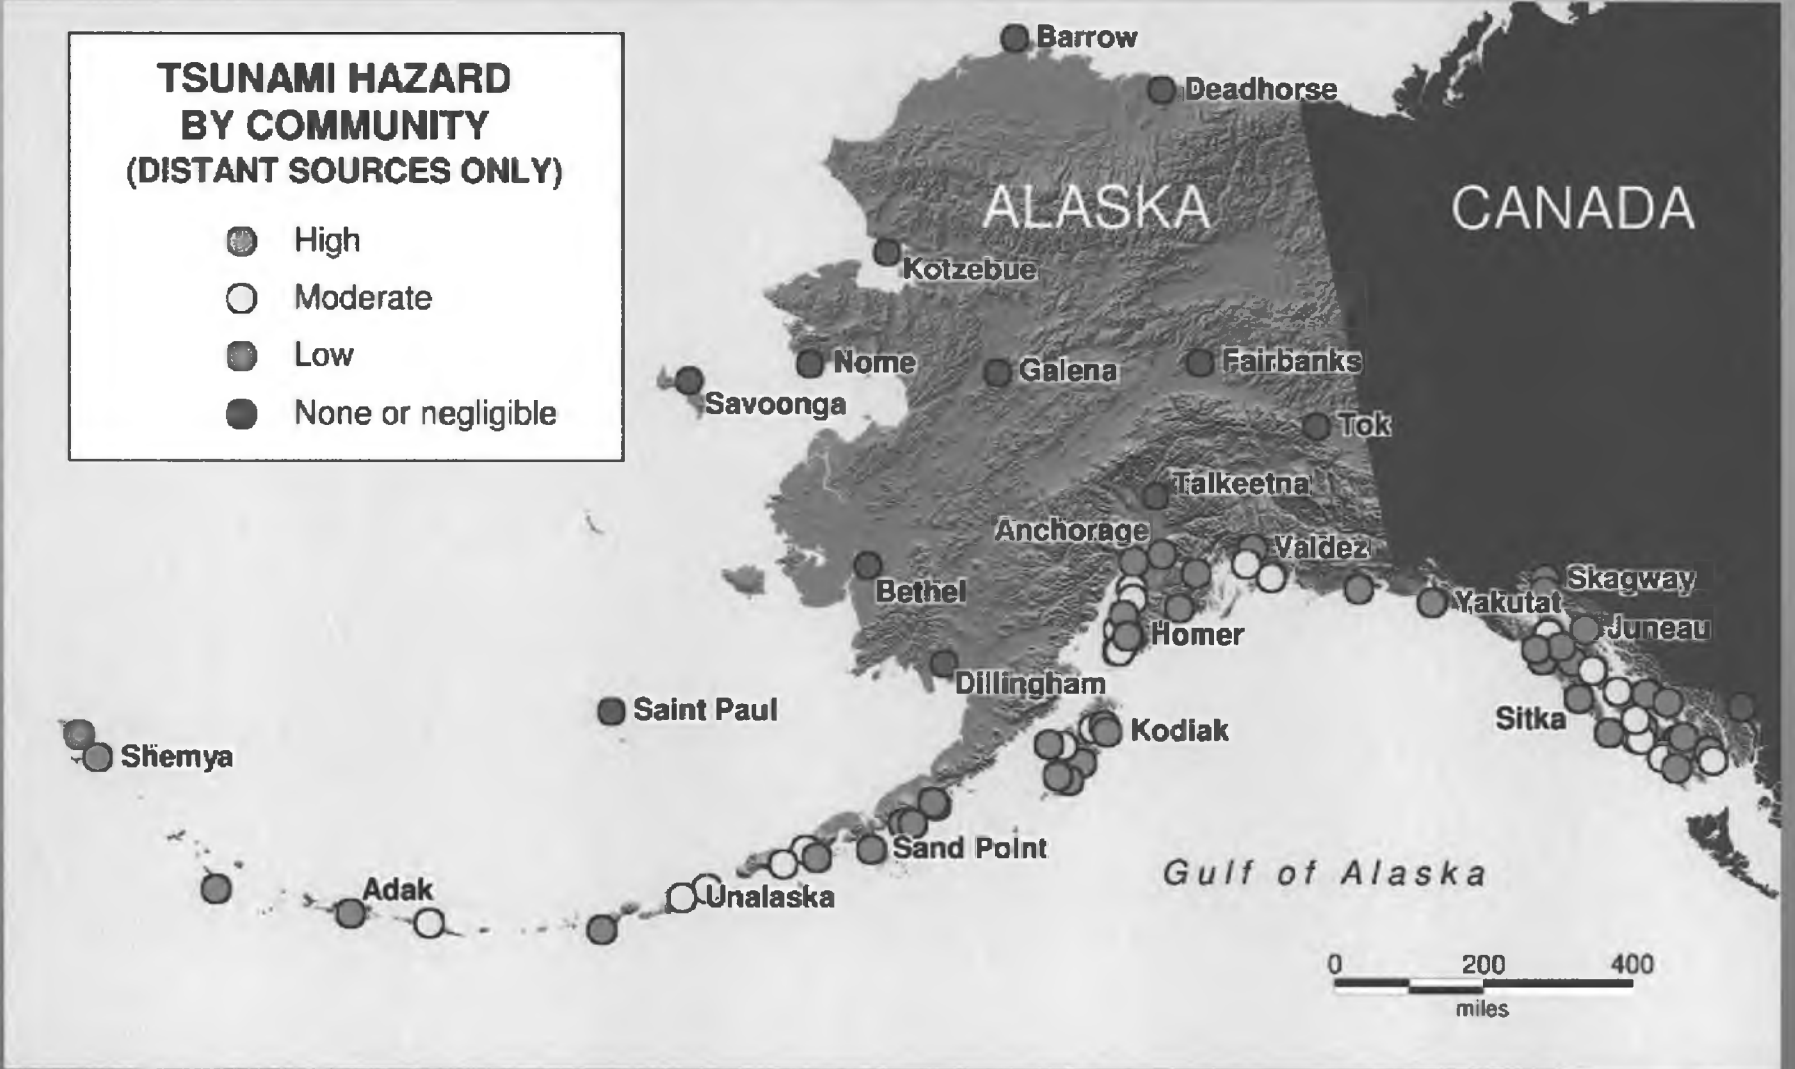 TSUNAMI HAZARD
BY COMMUNITY
(DISTANT SOURCES ONLY)
High
Moderate
Low
None or negligible
Barrow
Deadhorse
ALASKA
CANADA
Kotzebue
Nome
Galena
Fairbanks
Savoonga
Tok
Talkeetna
Anchorage
Valdez
Bethel
Skagway
Yakutat
Homer
Juneau
Dillingham
Saint Paul
Sitka
Kodiak
Shemya
Sand Point
Gulf of Alaska
Adak
Unalaska
0 200 400
miles